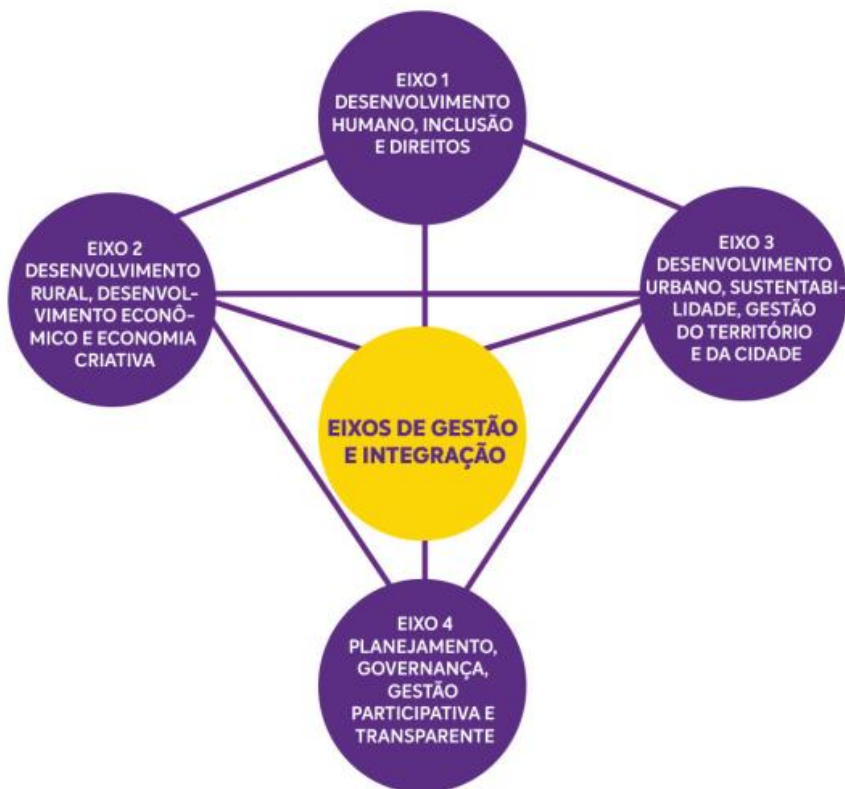 EIXO 1
DESENVOLVIMENTO
HUMANO, INCLUSÃO
E DIREITOS
EIXO 2
DESENVOLVIMENTO
RURAL, DESENVOL-
VIMENTO ECONÔ-
MICO E ECONOMIA
CRIATIVA
EIXO 3
DESENVOLVIMENTO
URBANO, SUSTENTABI-
LIDADE, GESTÃO
DO TERRITÓRIO
E DA CIDADE
EIXOS DE GESTÃO
E INTEGRAÇÃO
EIXO 4
PLANEJAMENTO,
GOVERNANÇA,
GESTÃO
PARTICIPATIVA E
TRANSPARENTE